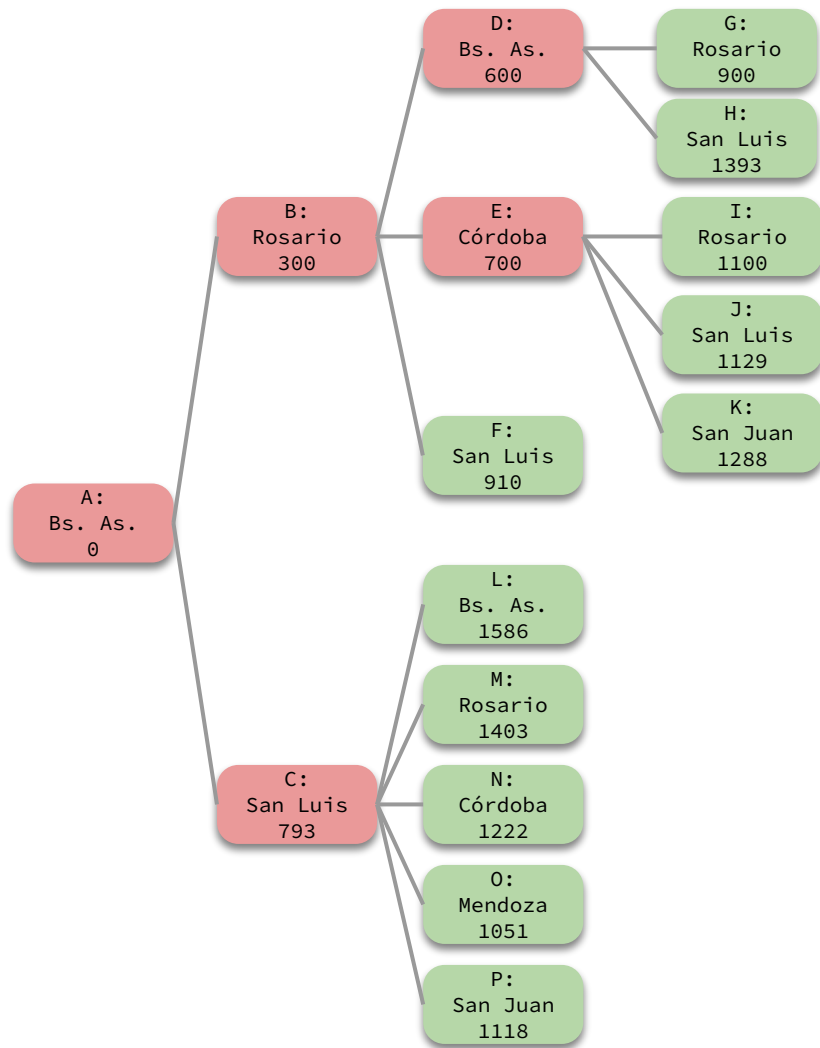 D:
Bs. As.
600
G:
Rosario
900
H:
San Luis
1393
B:
Rosario
300
E:
Córdoba
700
I:
Rosario
1100
J:
San Luis
1129
F:
San Luis
910
K:
San Juan
1288
A:
Bs. As.
0
L:
Bs. As.
1586
M:
Rosario
1403
C:
San Luis
793
N:
Córdoba
1222
O:
Mendoza
1051
P:
San Juan
1118